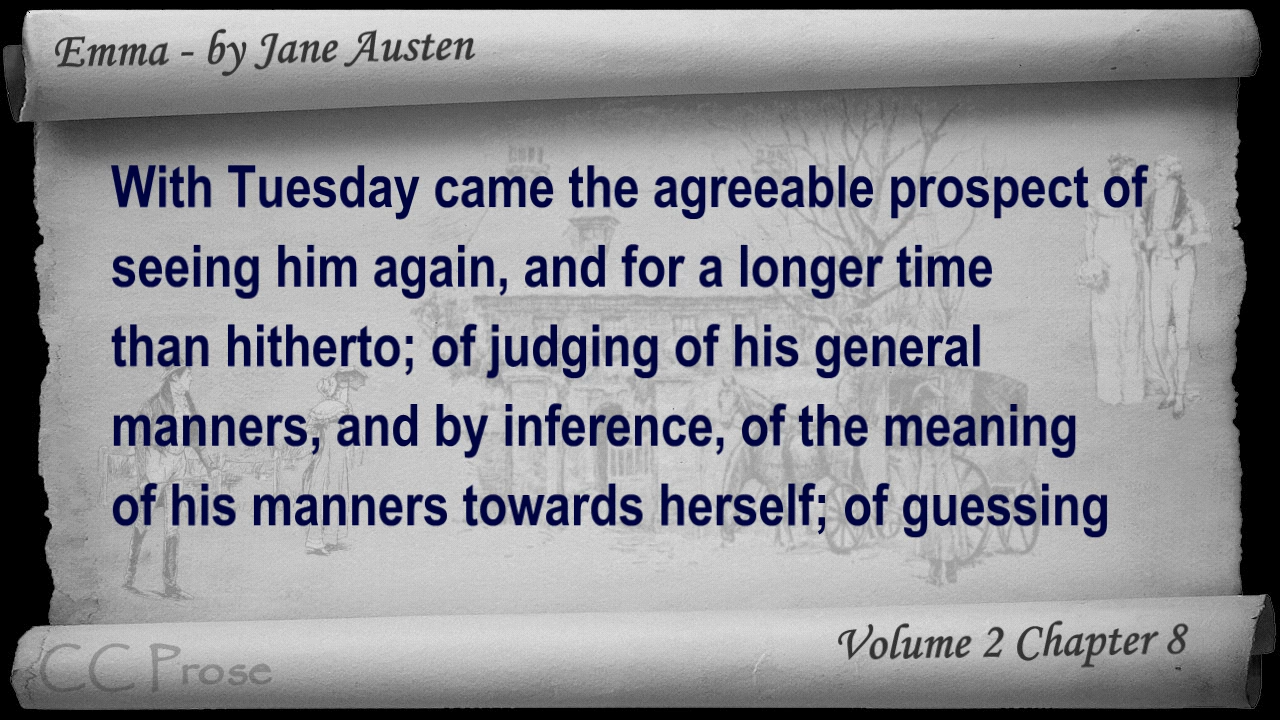 Emma - by Jane Austen
With Tuesday came the agreeable prospect of
seeing him again, and for a longer time
than hitherto; of judging of his general
manners, and by inference, of the meaning
of his manners towards herself; of guessing
Volume 2 Chapter 8
CC Prose